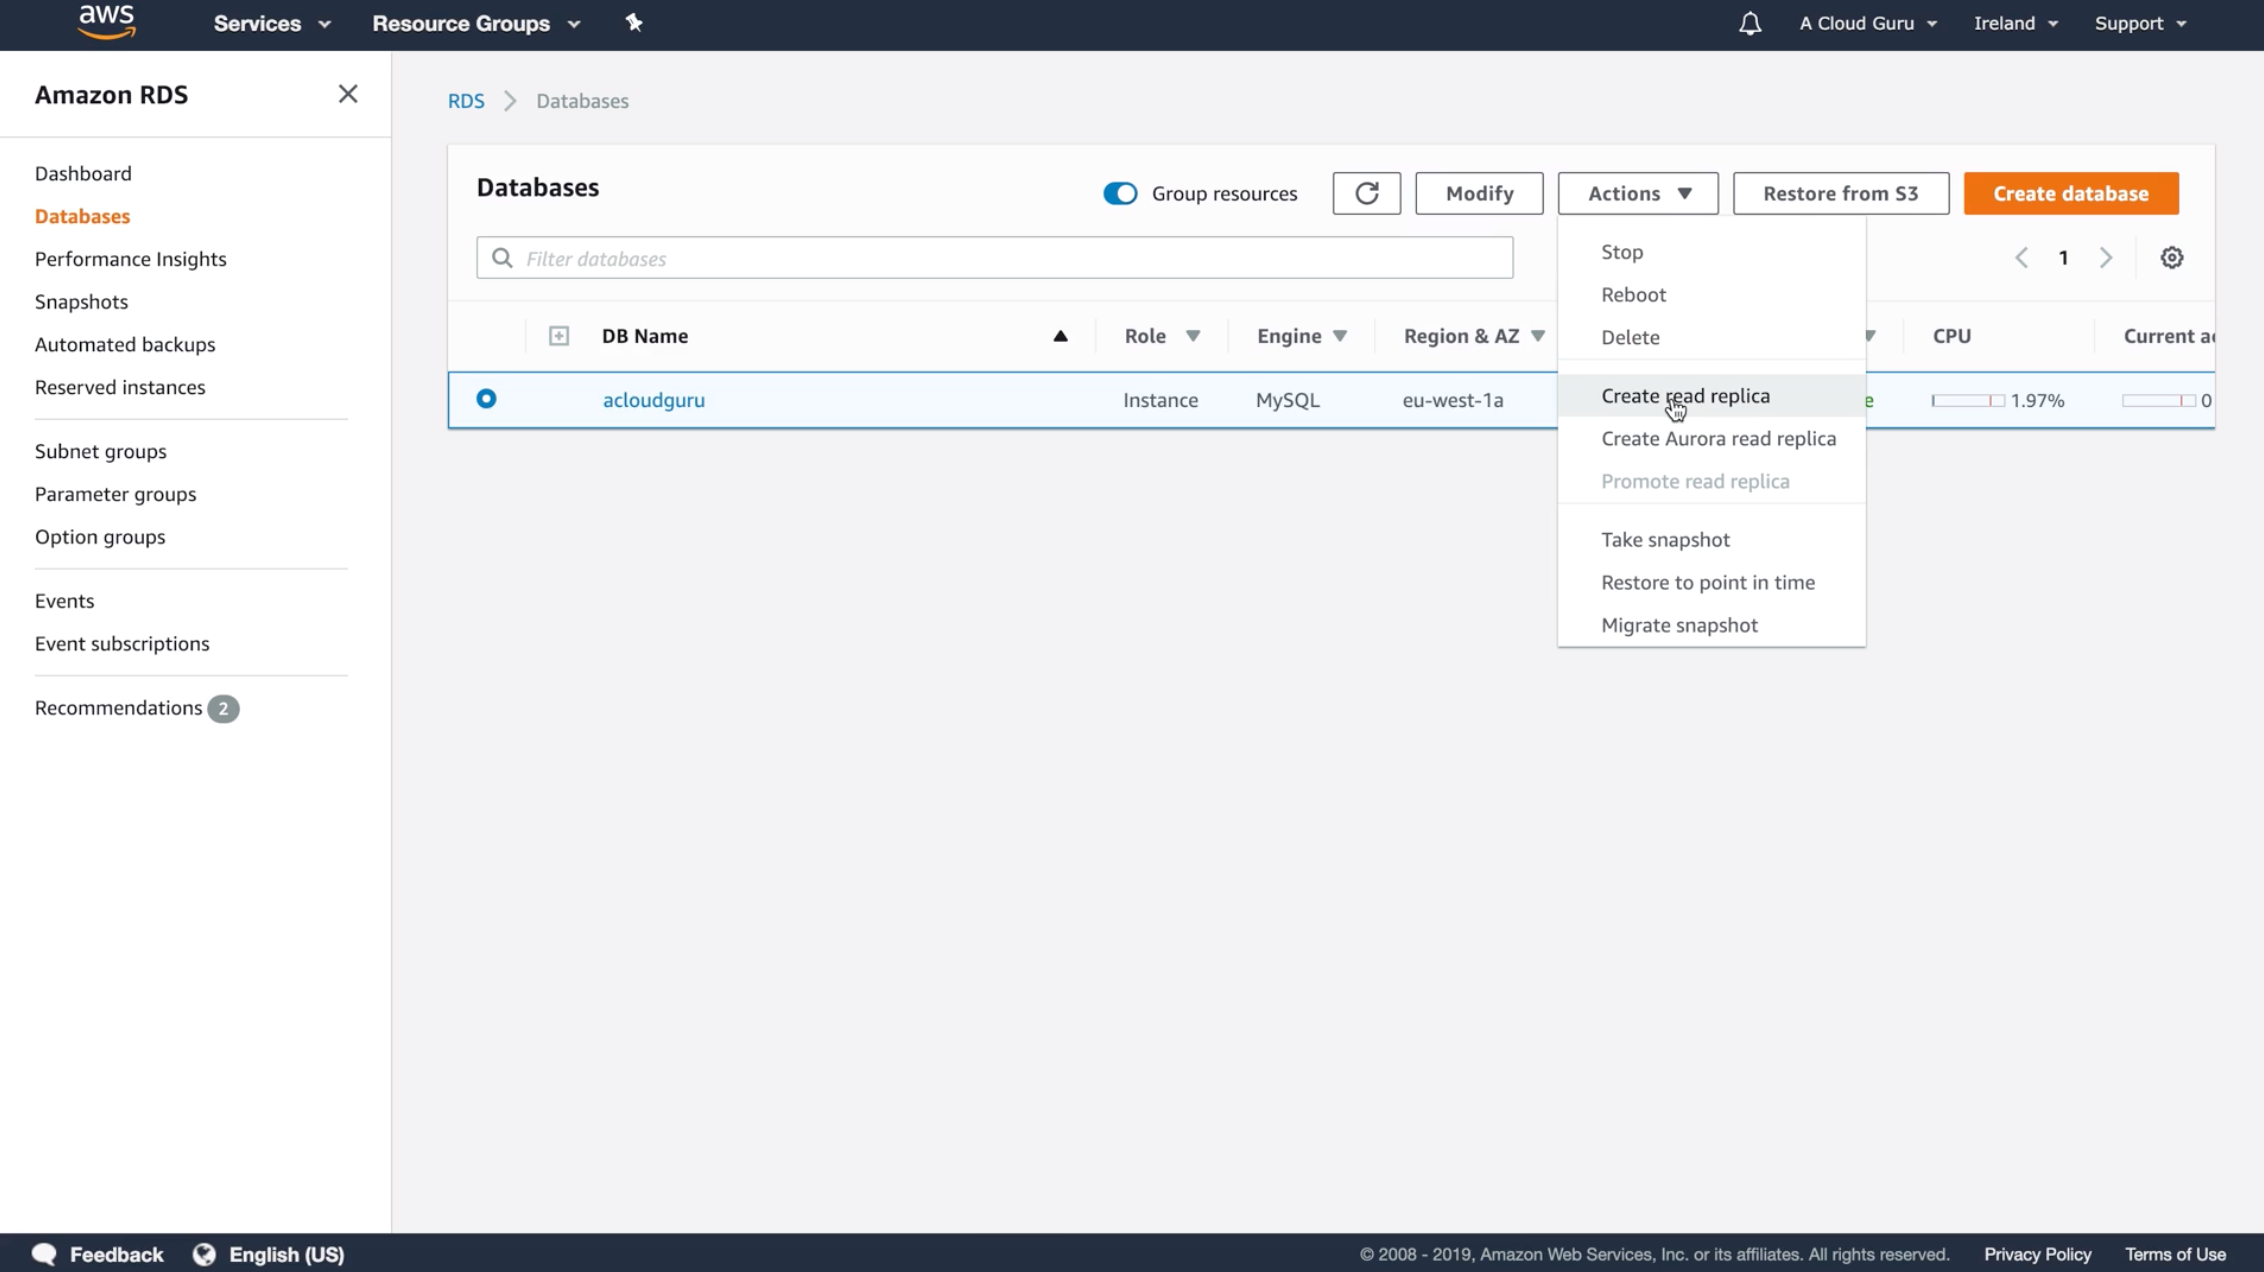 aws Services Resource Groups A Cloud Guru Ireland Support
Amazon RDS
Dashboard
Databases
Performance Insights
Snapshots
Automated backups
Reserved instances
Subnet groups
Parameter groups
Option groups
Events
Event subscriptions
Recommendations 2
RDS > Databases
Databases
Group resources Modify Actions Restore from S3 Create database
Filter databases
1
DB Name Role Engine Region & AZ CPU Current
acloudguru Instance MySQL eu-west-1a 1.97% 0
Stop
Reboot
Delete
Create read replica
Create Aurora read replica
Promote read replica
Take snapshot
Restore to point in time
Migrate snapshot
Feedback English (US) © 2008 - 2019, Amazon Web Services, Inc. or its affiliates. All rights reserved. Privacy Policy Terms of Use